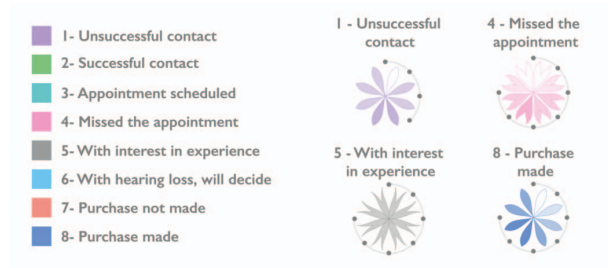 1- Unsuccessful contact
2- Successful contact
3- Appointment scheduled
4- Missed the appointment
5- With interest in experience
6- With hearing loss, will decide
7- Purchase not made
8- Purchase made
1 - Unsuccessful
contact
4 - Missed the
appointment
5 - With interest
in experience
8 - Purchase
made